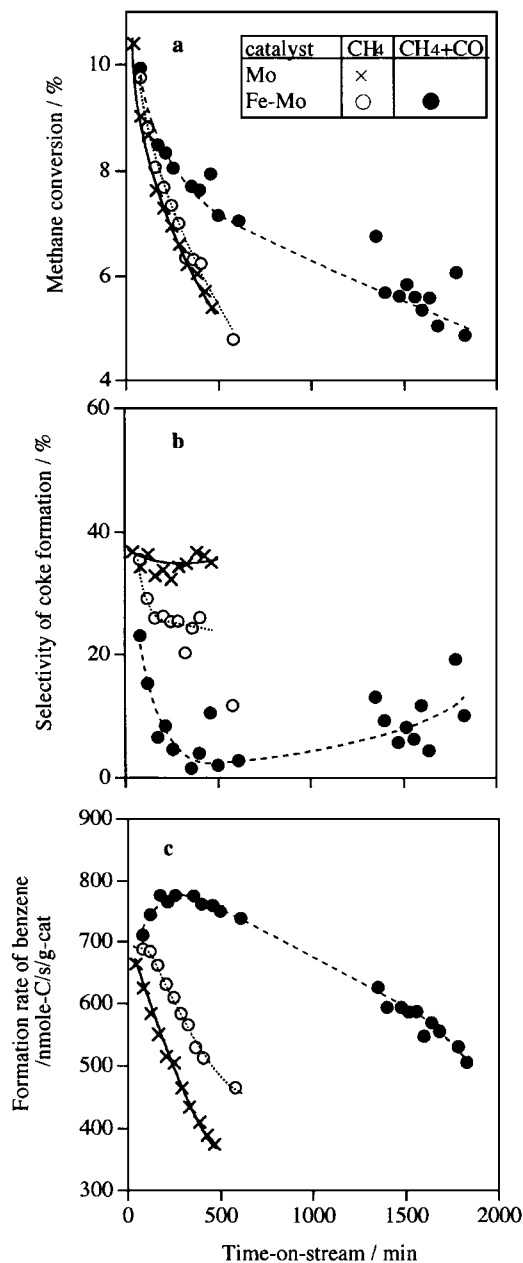 a
catalyst CH4 CH4+CO
Mo ×
Fe-Mo ○ ●
10
8
6
4
Methane conversion / %
b
60
40
20
0
Selectivity of coke formation / %
c
900
800
700
600
500
400
300
Formation rate of benzene
/nmole-C/s/g-cat
0 500 1000 1500 2000
Time-on-stream / min